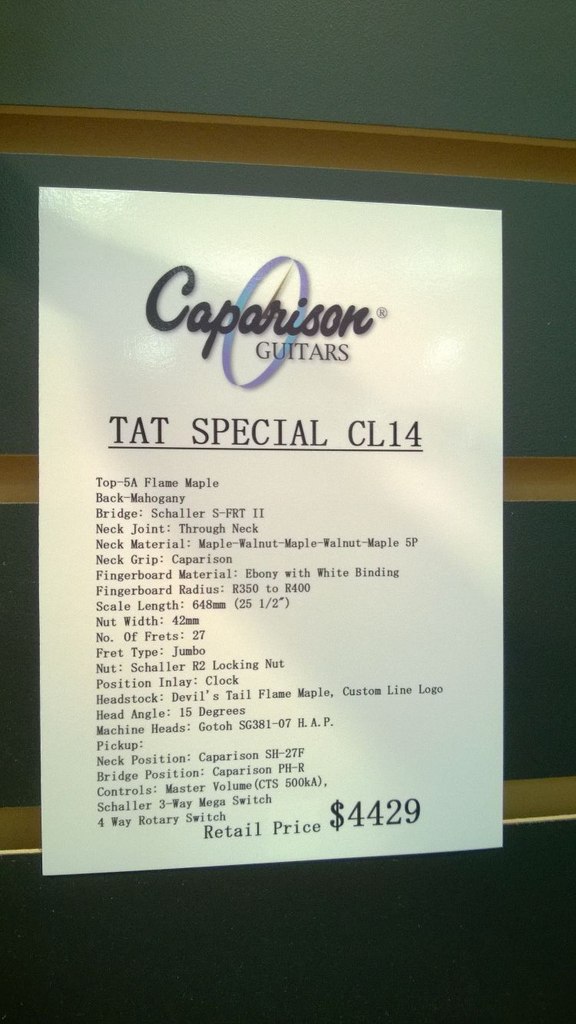 Caparison®
GUITARS
TAT SPECIAL CL14
Top-5A Flame Maple
Back-Mahogany
Bridge: Schaller S-FRT II
Neck Joint: Through Neck
Neck Material: Maple-Walnut-Maple-Walnut-Maple 5P
Neck Grip: Caparison
Fingerboard Material: Ebony with White Binding
Fingerboard Radius: R350 to R400
Scale Length: 648mm (25 1/2")
Nut Width: 42mm
No. Of Frets: 27
Fret Type: Jumbo
Nut: Schaller R2 Locking Nut
Position Inlay: Clock
Headstock: Devil's Tail Flame Maple, Custom Line Logo
Head Angle: 15 Degrees
Machine Heads: Gotoh SG381-07 H.A.P.
Pickup:
Neck Position: Caparison SH-27F
Bridge Position: Caparison PH-R
Controls: Master Volume(CTS 500kA),
Schaller 3-Way Mega Switch
4 Way Rotary Switch
Retail Price $4429